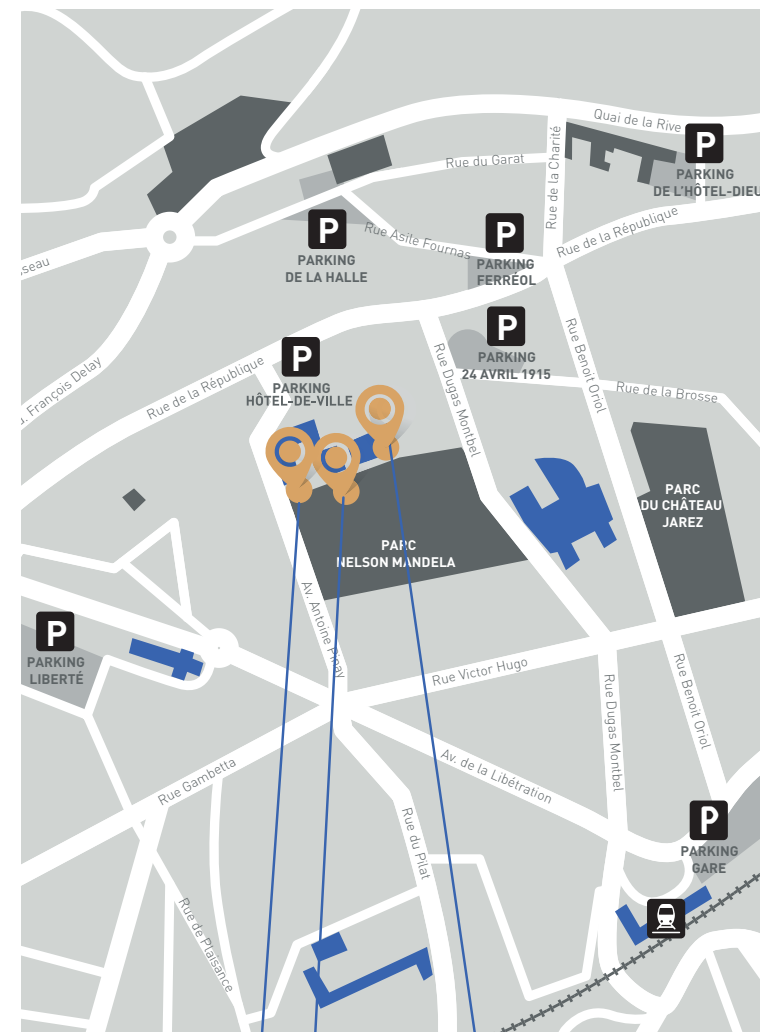 Quai de la Rive
P
PARKING
DE L'HÔTEL-DIEU
Rue du Garat
Rue de la Charité
P
PARKING
DE LA HALLE
Rue Asile Fournas
P
PARKING
FERRÉOL
Rue de la République
P
PARKING
24 AVRIL 1915
P
PARKING
HÔTEL-DE-VILLE
Rue de la République
François Delay
Rue Dugas Montbel
Rue Benoit Oriol
Rue de la Brosse
PARC
DU CHÂTEAU
JAREZ
PARC
NELSON MANDELA
Av. Antoine Pinay
P
PARKING
LIBERTÉ
Rue Victor Hugo
Rue Dugas Montbel
Rue Benoit Oriol
Rue Gambetta
Av. de la Libétration
Rue du Pilat
P
PARKING
GARE
Rue de Plaisance